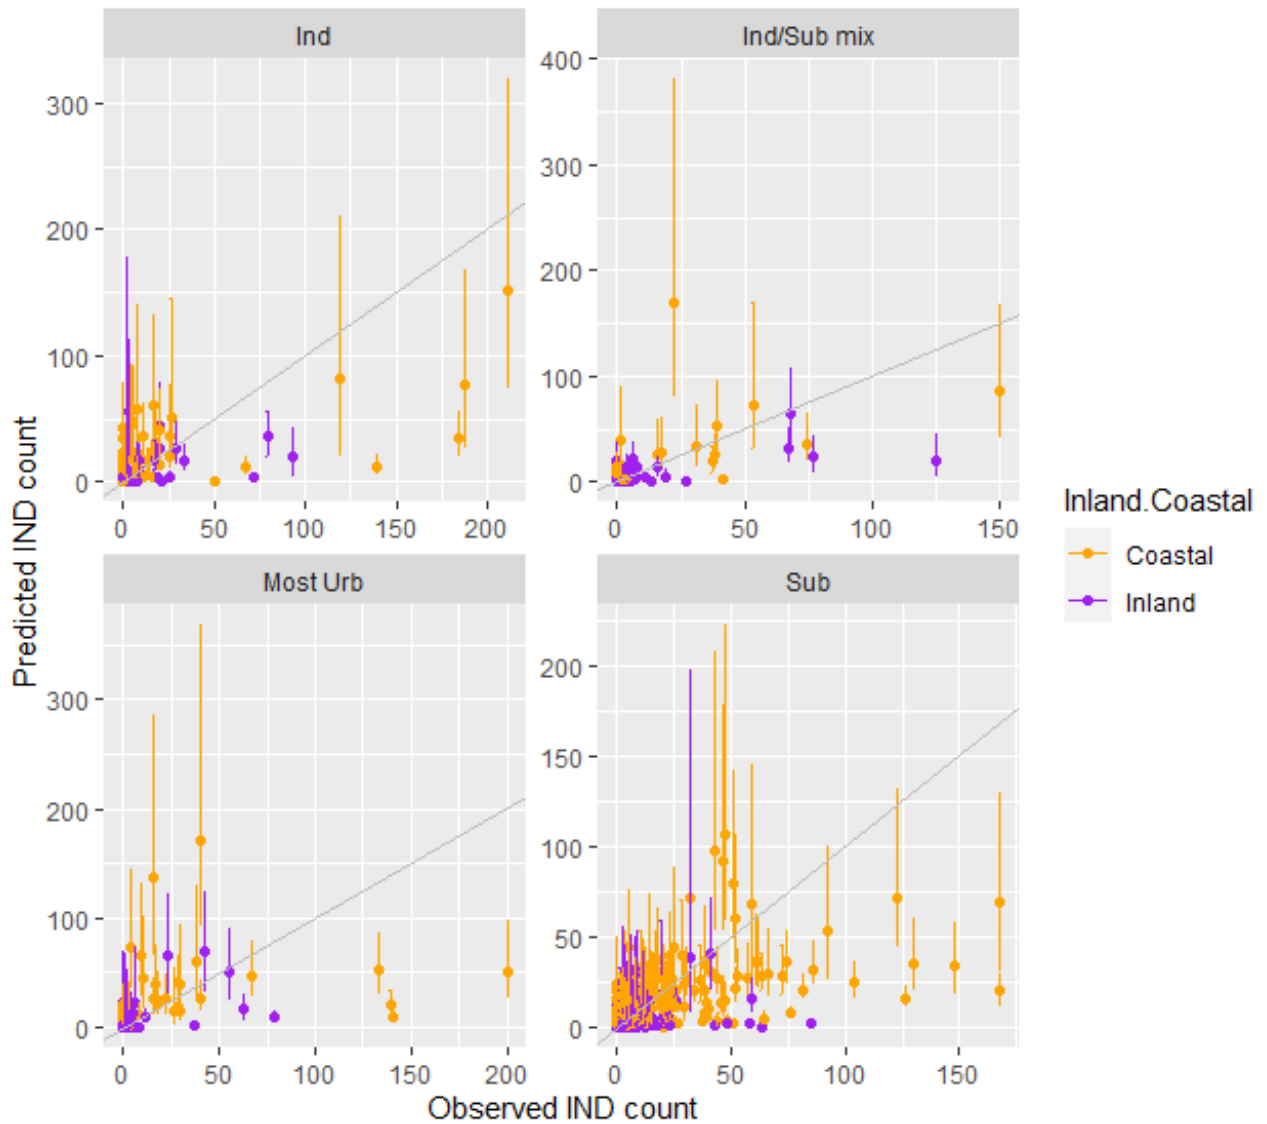 Ind
Ind/Sub mix
300
200
100
0
0 50 100 150 200
400
300
200
100
0
0 50 100 150
Most Urb
Sub
300
200
100
0
0 50 100 150 200
200
150
100
50
0
0 50 100 150
Predicted IND count
Observed IND count
Inland.Coastal
Coastal
Inland